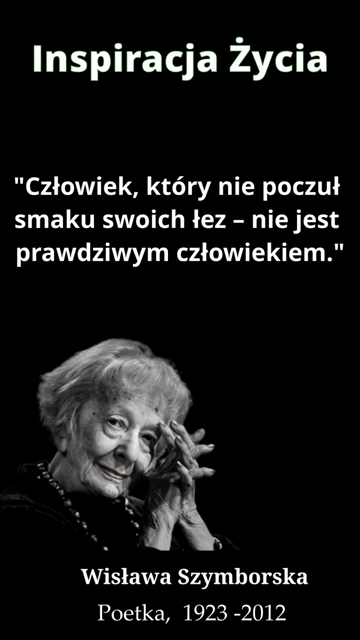 Inspiracja Życia
"Człowiek, który nie poczuł
smaku swoich łez – nie jest
prawdziwym człowiekiem."
Wisława Szymborska
Poetka, 1923 -2012